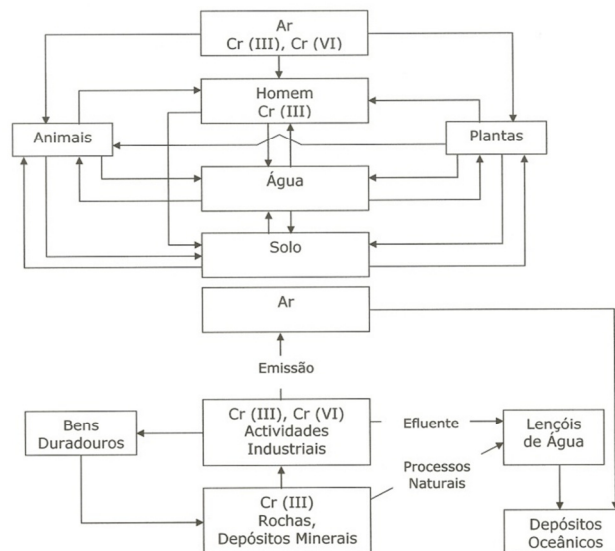 Ar
Cr (III), Cr (VI)
Homem
Cr (III)
Animais
Plantas
Água
Solo
Ar
Emissão
Bens
Duradouros
Cr (III), Cr (VI)
Actividades
Industriais
Efluente
Lençóis
de Água
Processos
Naturais
Cr (III)
Rochas,
Depósitos Minerais
Depósitos
Oceânicos